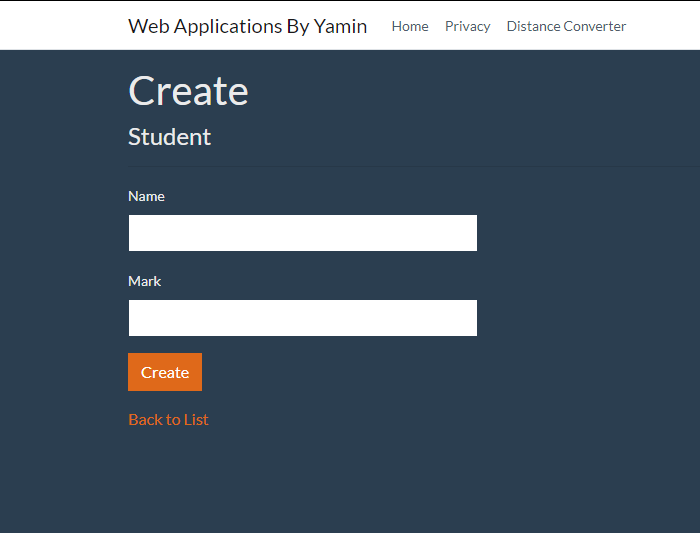 Web Applications By Yamin Home Privacy Distance Converter
Create
Student
Name
Mark
Create
Back to List